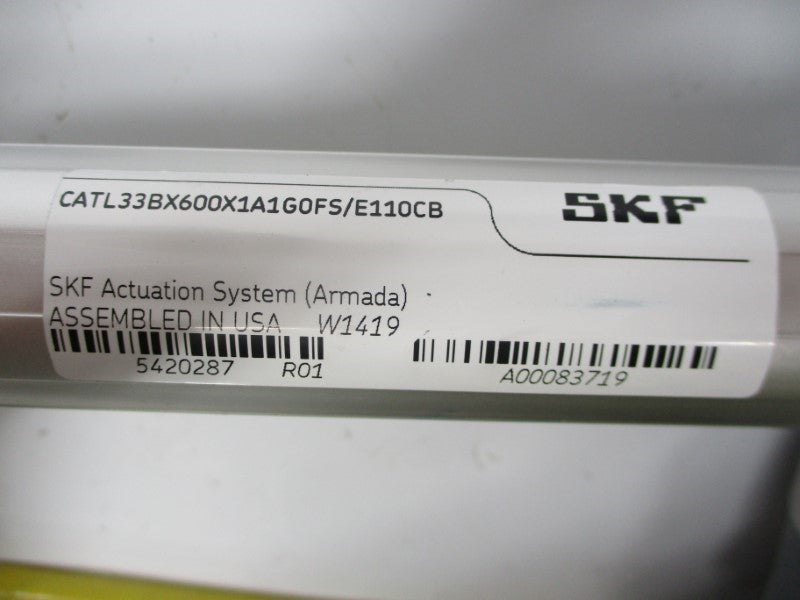 CATL33BX600X1A1G0FS/E110CB
SKF
SKF Actuation System (Armada)
ASSEMBLED IN USA W1419
5420287 R01
A00083719